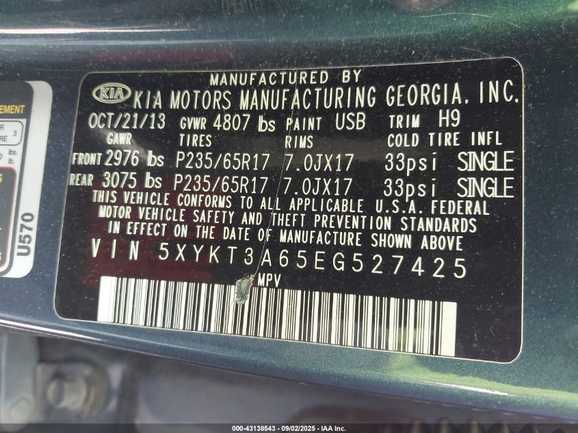 MANUFACTURED BY
KIA KIA MOTORS MANUFACTURING GEORGIA, INC.
OCT/21/13 GVWR 4807 lbs PAINT USB TRIM H9
GAWR TIRES RIMS COLD TIRE INFL
FRONT 2976 lbs P235/65R17 7.0JX17 33psi SINGLE
REAR 3075 lbs P235/65R17 7.0JX17 33psi SINGLE
THIS VEHICLE CONFORMS TO ALL APPLICABLE U.S.A. FEDERAL
MOTOR VEHICLE SAFETY AND THEFT PREVENTION STANDARDS
IN EFFECT ON THE DATE OF MANUFACTURE SHOWN ABOVE
VIN 5XYKT3A65EG527425
MPV
U570
000-43138543 - 09/02/2025 - IAA Inc.